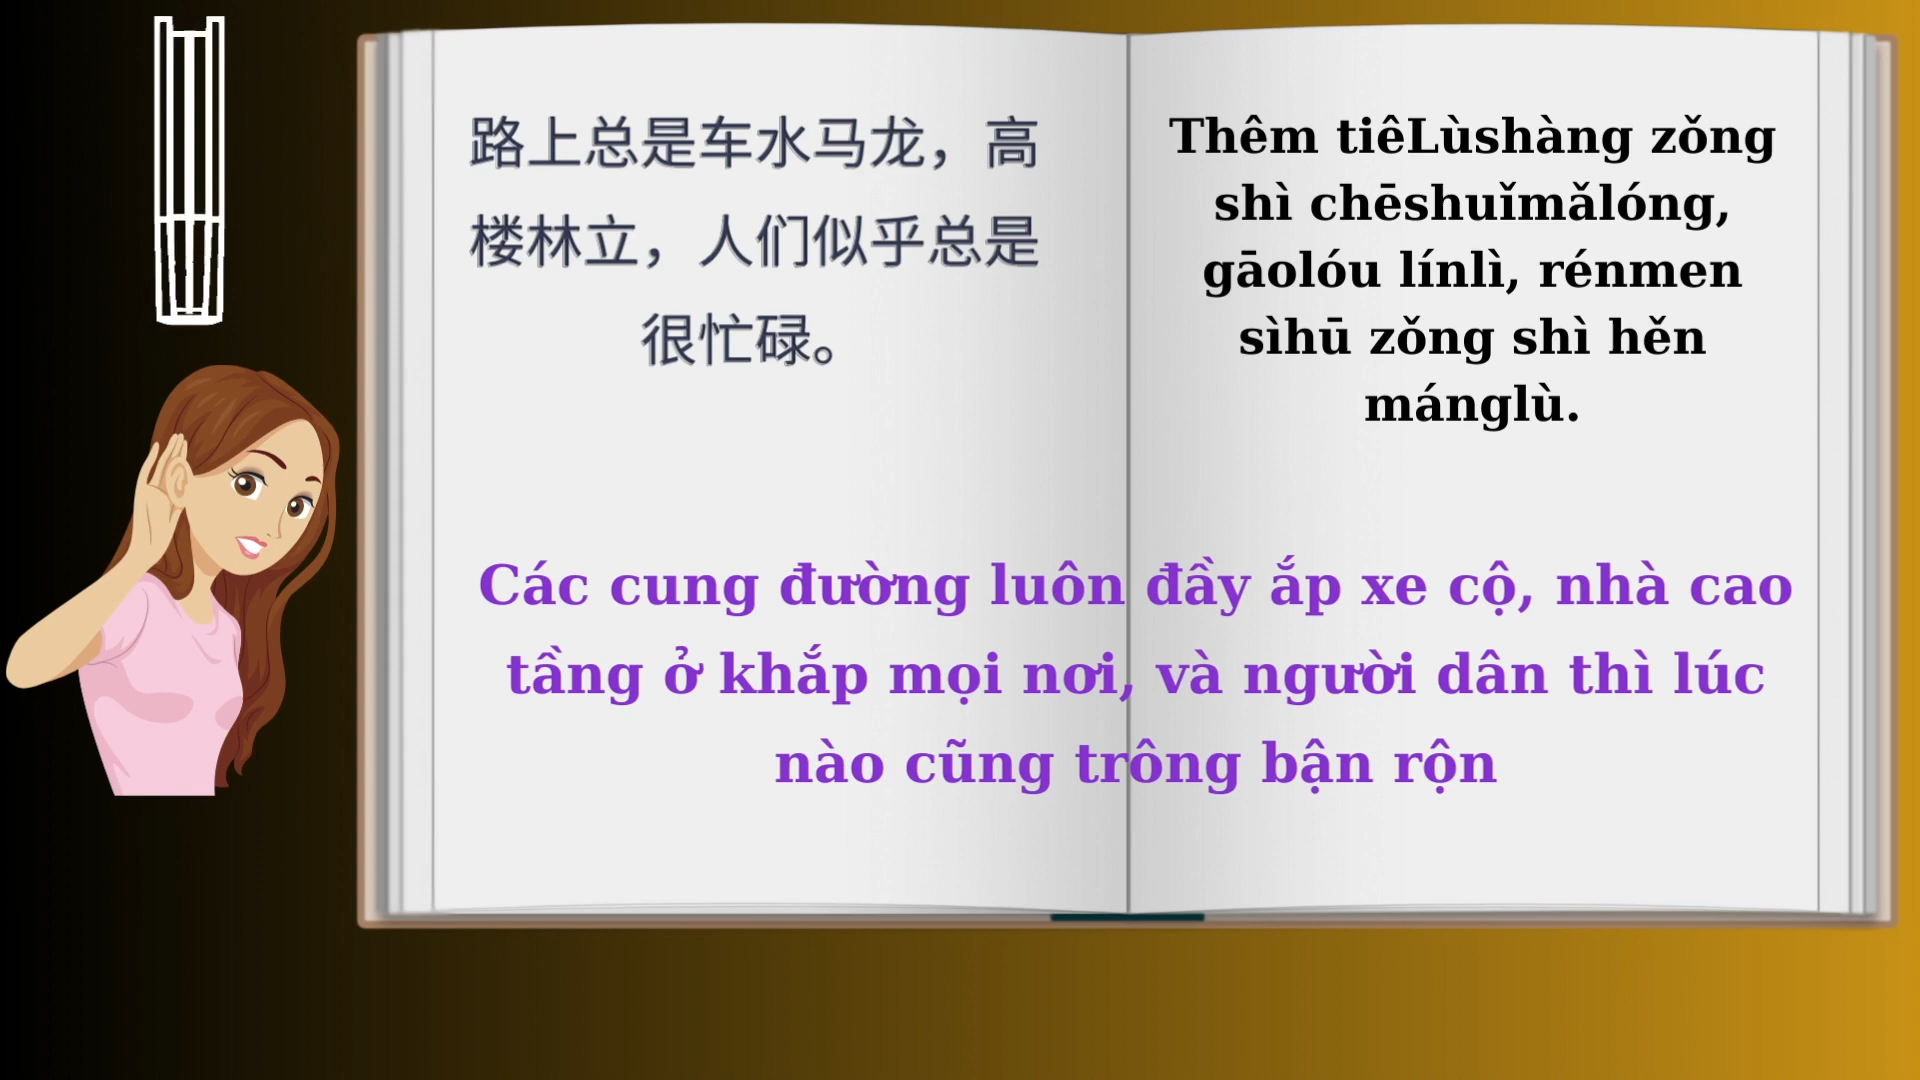 路上总是车水马龙，高
楼林立，人们似乎总是
很忙碌。
Thêm tiêLùshàng zǒng
shì chēshuǐmǎlóng,
gāolóu línlì, rénmen
sìhū zǒng shì hěn
mánglù.
Các cung đường luôn đầy ắp xe cộ, nhà cao
tầng ở khắp mọi nơi, và người dân thì lúc
nào cũng trông bận rộn